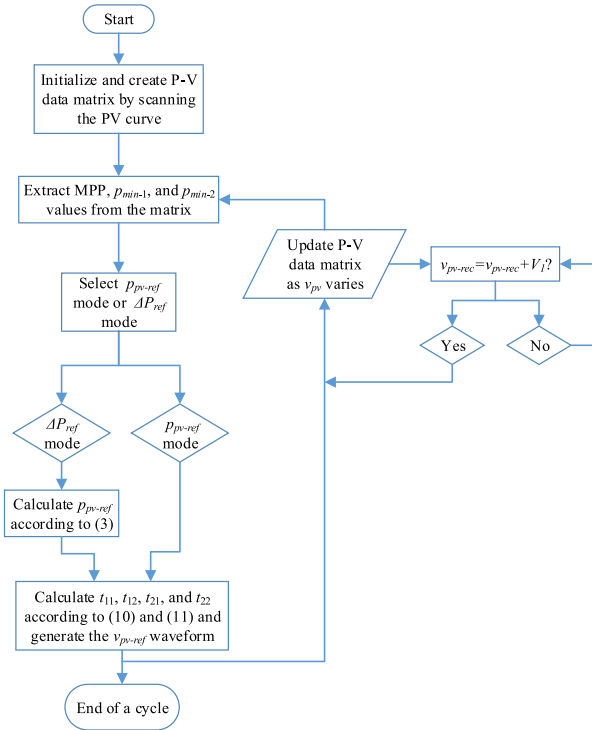 Start
Initialize and create P-V
data matrix by scanning
the PV curve
Extract MPP, pmin-1, and pmin-2
values from the matrix
Select ppv-ref
mode or ΔPref
mode
ΔPref
mode
ppv-ref
mode
Calculate ppv-ref
according to (3)
Calculate t11, t12, t21, and t22
according to (10) and (11) and
generate the vpv-ref waveform
End of a cycle
Update P-V
data matrix
as vpv varies
vpv-rec=vpv-rec+V1?
Yes
No